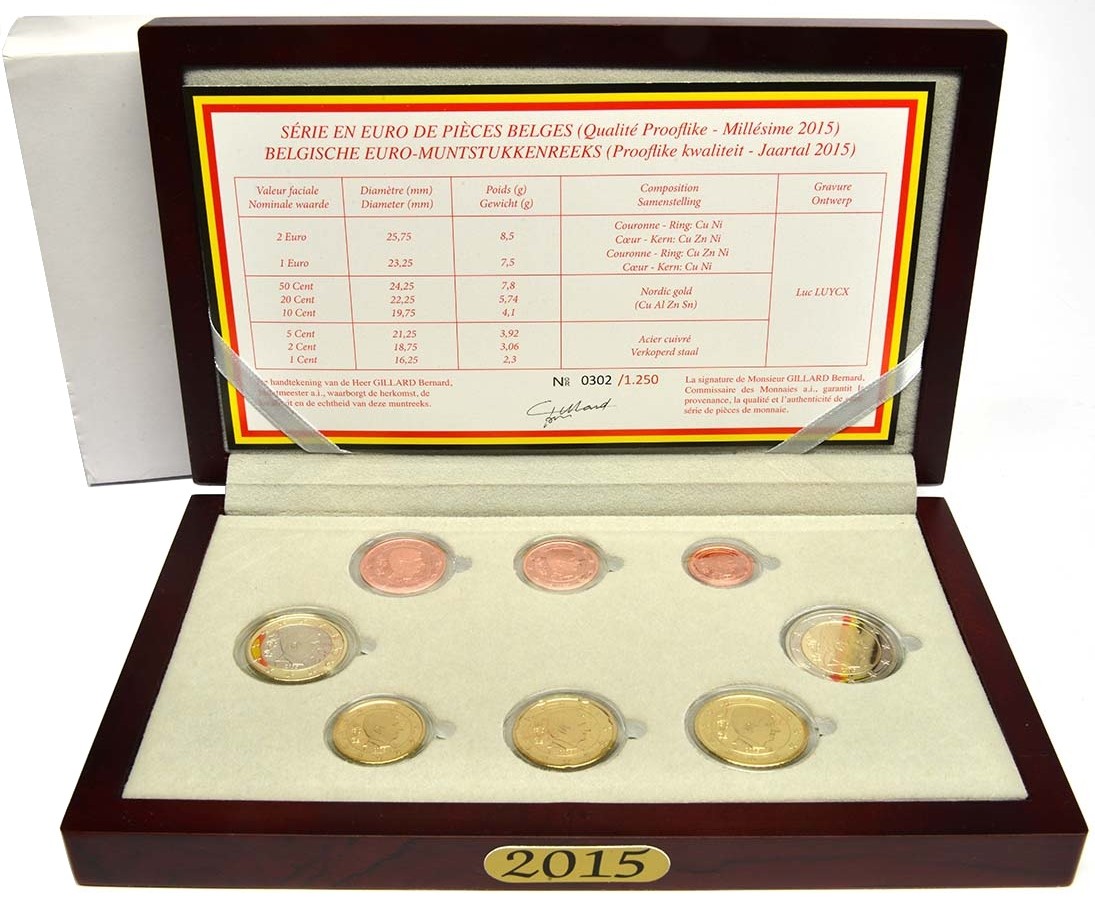 SÉRIE EN EURO DE PIÈCES BELGES (Qualité Prooflike - Millésime 2015)
BELGISCHE EURO-MUNTSTUKKENREEKS (Prooflike kwaliteit - Jaartal 2015)
Valeur faciale Diamètre (mm) Poids (g) Composition Gravure
Nominale waarde Diameter (mm) Gewicht (g) Samenstelling Ontwerp
2 Euro 25,75 8,5 Couronne - Ring: Cu Ni
Cœur - Kern: Cu Zn Ni
1 Euro 23,25 7,5 Couronne - Ring: Cu Zn Ni
Cœur - Kern: Cu Ni
50 Cent 24,25 7,8
20 Cent 22,25 5,74 Nordic gold
10 Cent 19,75 4,1 (Cu Al Zn Sn)
Luc LUYCX
5 Cent 21,25 3,92 Acier cuivré
2 Cent 18,75 3,06 Verkoperd staal
1 Cent 16,25 2,3
handtekening van de Heer GILLARD Bernard,
a.i., waarborgt de herkomst, de
en de echtheid van deze muntreeks.
No 0302 /1.250
Gillard
La signature de Monsieur GILLARD Bernard,
Commissaire des Monnaies a.i., garantit
provenance, la qualité et l'authenticité de
série de pièces de monnaie.
2015